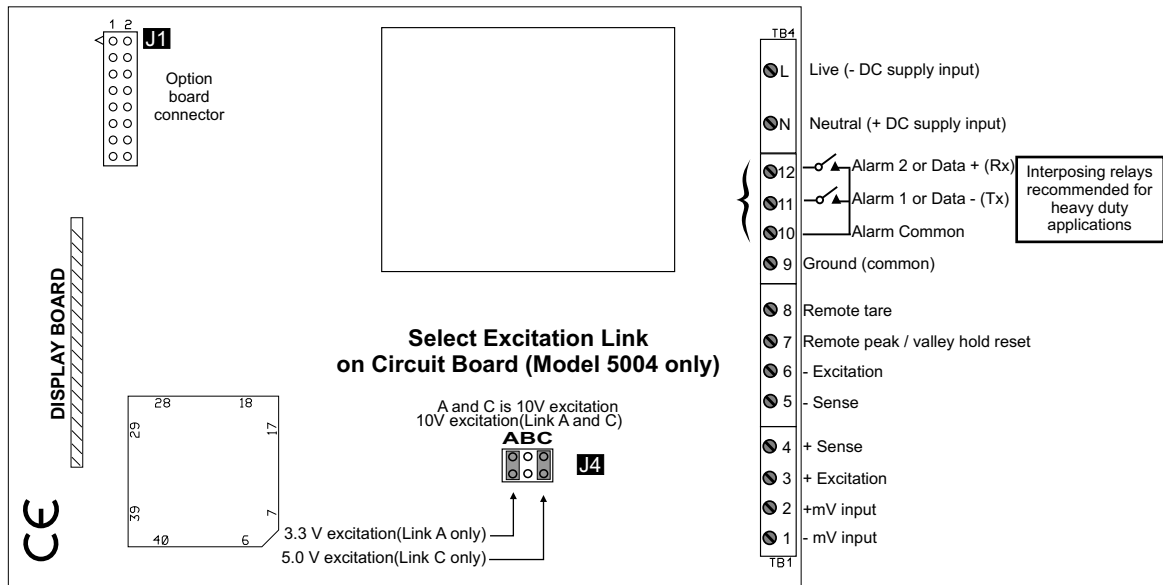 1 2
J1
Option
board
connector
DISPLAY BOARD
Select Excitation Link
on Circuit Board (Model 5004 only)
A and C is 10V excitation
10V excitation(Link A and C)
ABC
J4
3.3 V excitation(Link A only)
5.0 V excitation(Link C only)
28 18
29 17
39 7
40 6
CE
TB4
L Live (- DC supply input)
N Neutral (+ DC supply input)
12 Alarm 2 or Data + (Rx)
11 Alarm 1 or Data - (Tx)
10 Alarm Common
9 Ground (common)
8 Remote tare
7 Remote peak / valley hold reset
6 - Excitation
5 - Sense
4 + Sense
3 + Excitation
2 +mV input
1 - mV input
TB1
Interposing relays
recommended for
heavy duty
applications